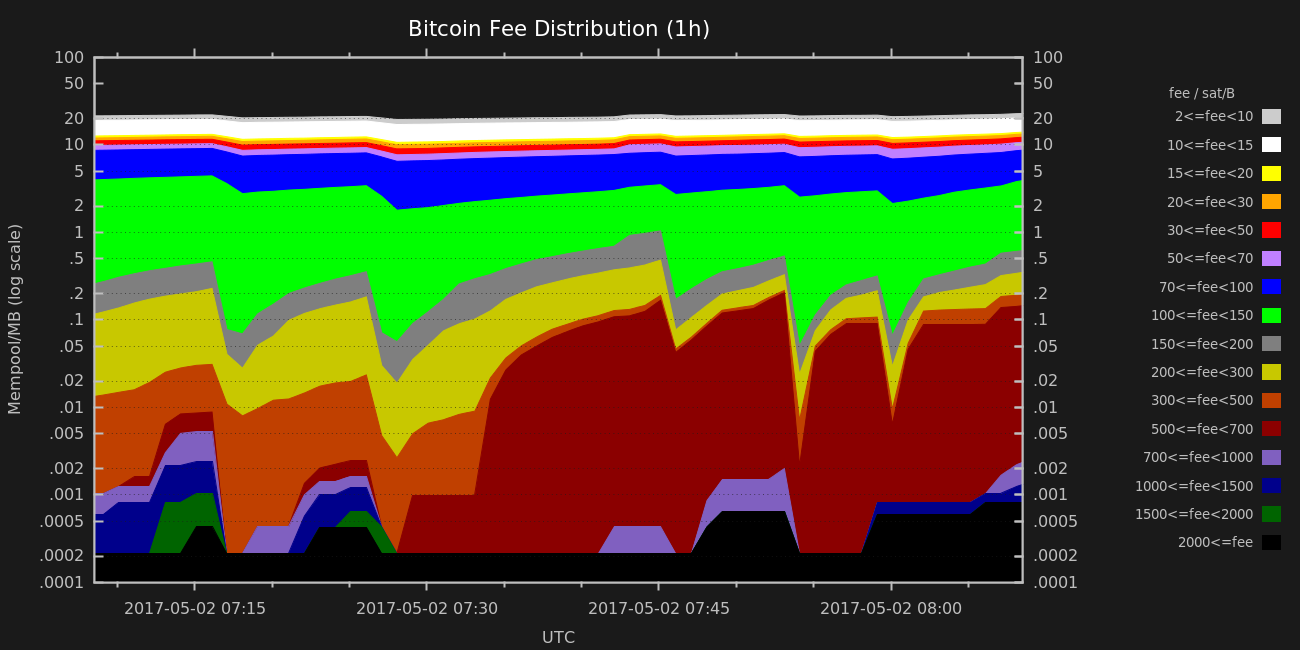 Bitcoin Fee Distribution (1h)
100
50
20
10
5
2
1
.5
.2
.1
.05
.02
.01
.005
.002
.001
.0005
.0002
.0001
Mempool/MB (log scale)
100
50
20
10
5
2
1
.5
.2
.1
.05
.02
.01
.005
.002
.001
.0005
.0002
.0001
2017-05-02 07:15
2017-05-02 07:30
2017-05-02 07:45
2017-05-02 08:00
UTC
fee / sat/B
2<=fee<10
10<=fee<15
15<=fee<20
20<=fee<30
30<=fee<50
50<=fee<70
70<=fee<100
100<=fee<150
150<=fee<200
200<=fee<300
300<=fee<500
500<=fee<700
700<=fee<1000
1000<=fee<1500
1500<=fee<2000
2000<=fee